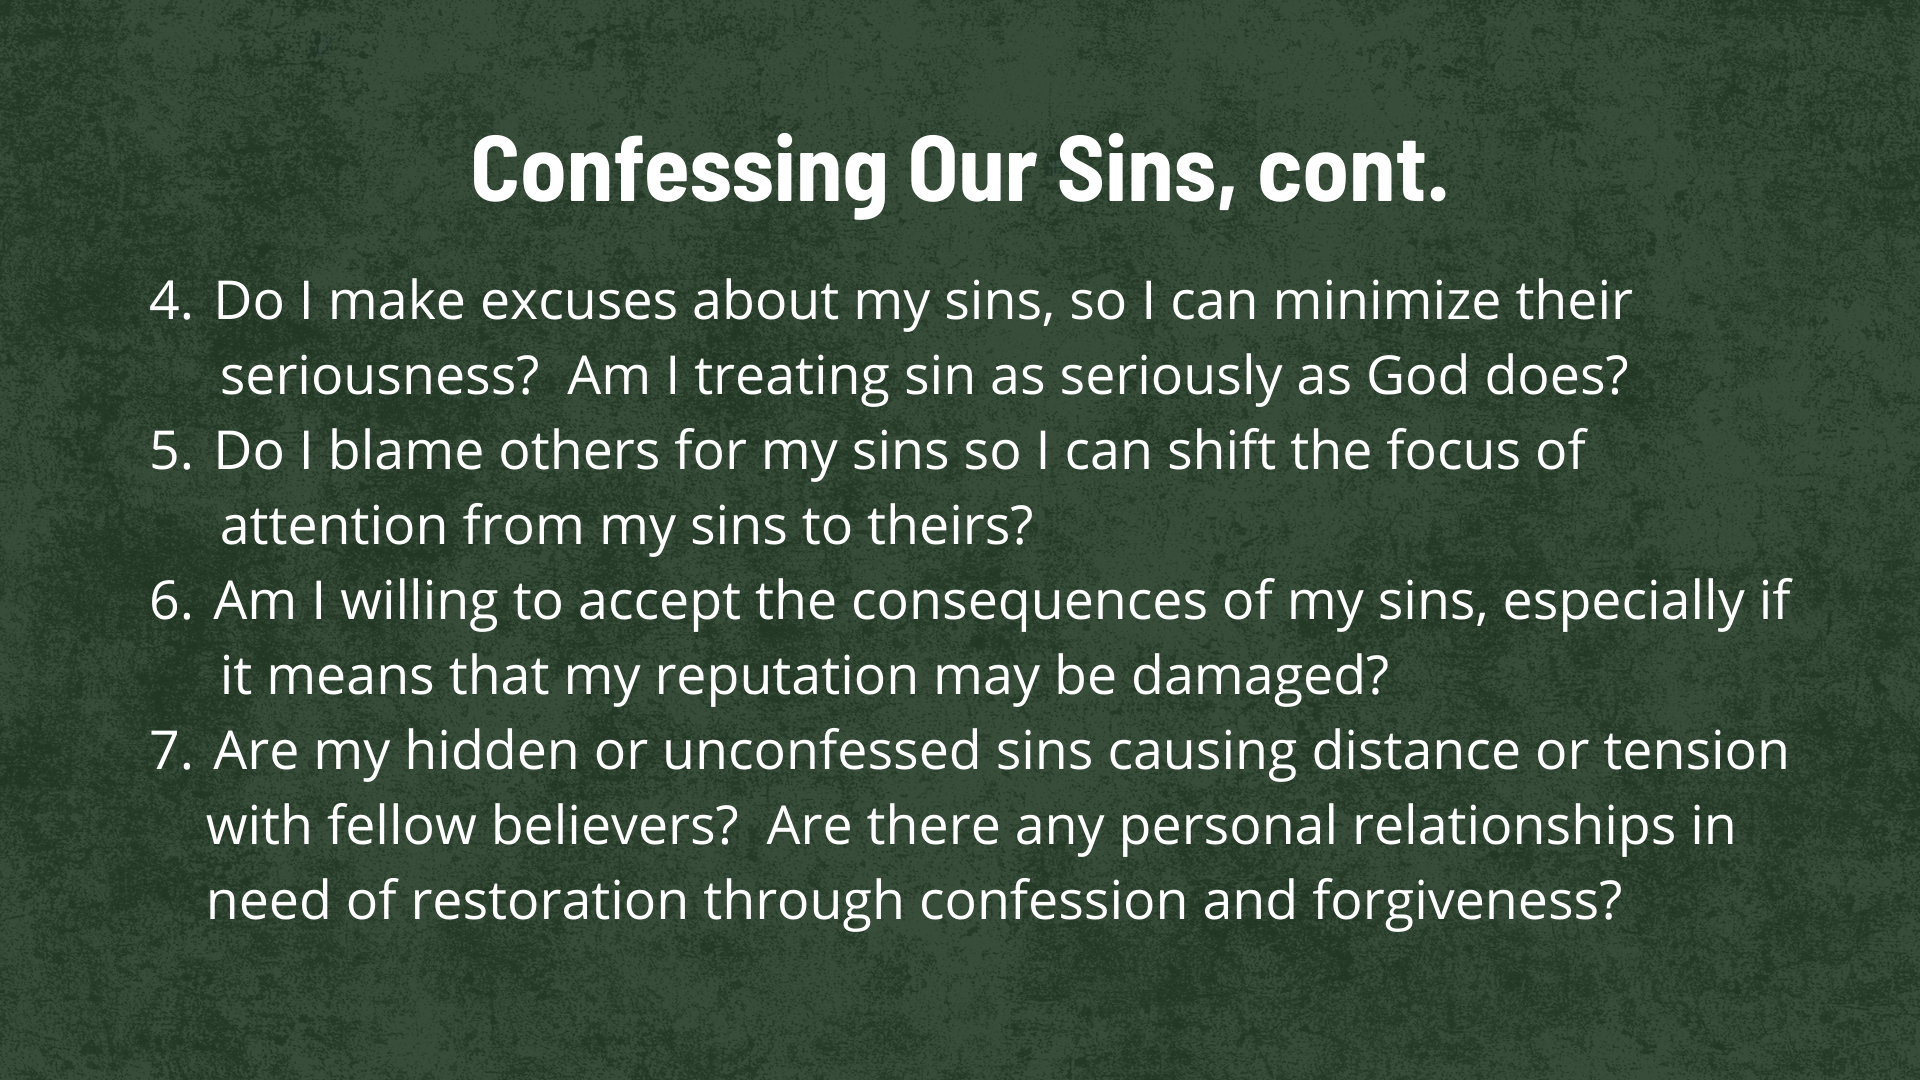 Confessing Our Sins, cont.
4. Do I make excuses about my sins, so I can minimize their
seriousness?  Am I treating sin as seriously as God does?
5. Do I blame others for my sins so I can shift the focus of
attention from my sins to theirs?
6. Am I willing to accept the consequences of my sins, especially if
it means that my reputation may be damaged?
7. Are my hidden or unconfessed sins causing distance or tension
with fellow believers?  Are there any personal relationships in
need of restoration through confession and forgiveness?